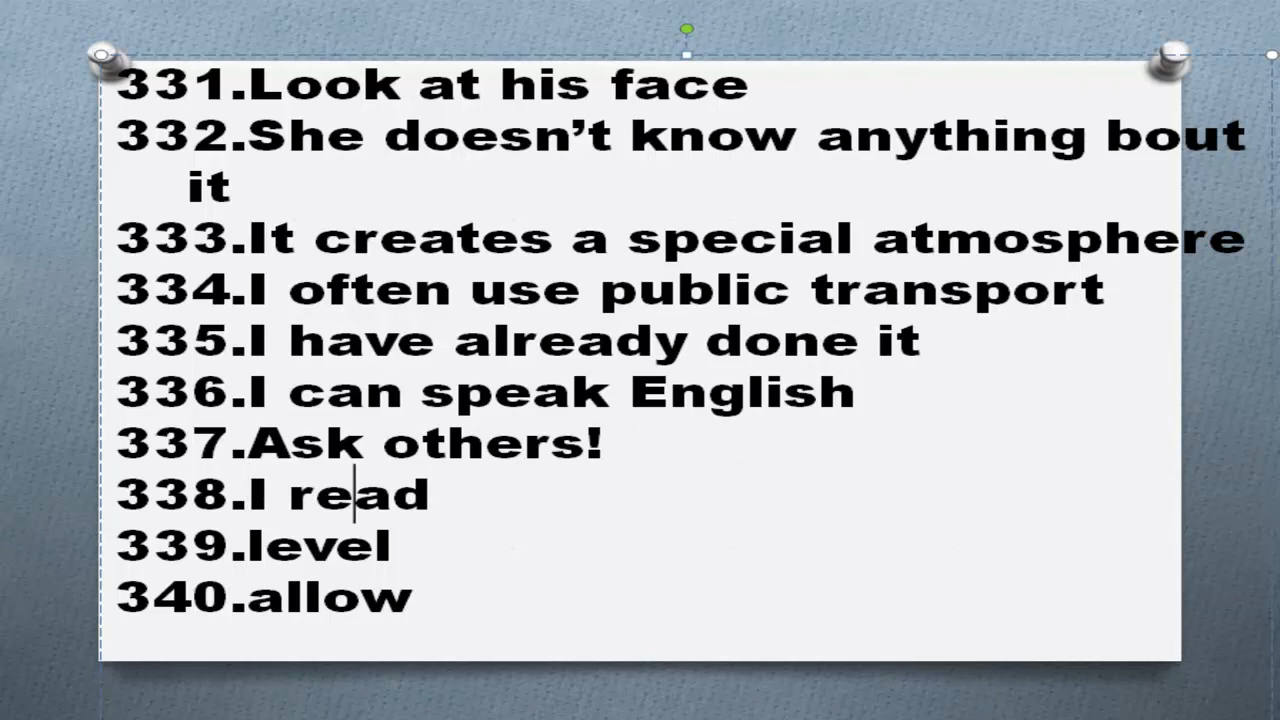 331.Look at his face
332.She doesn’t know anything bout
it
333.It creates a special atmosphere
334.I often use public transport
335.I have already done it
336.I can speak English
337.Ask others!
338.I read
339.level
340.allow